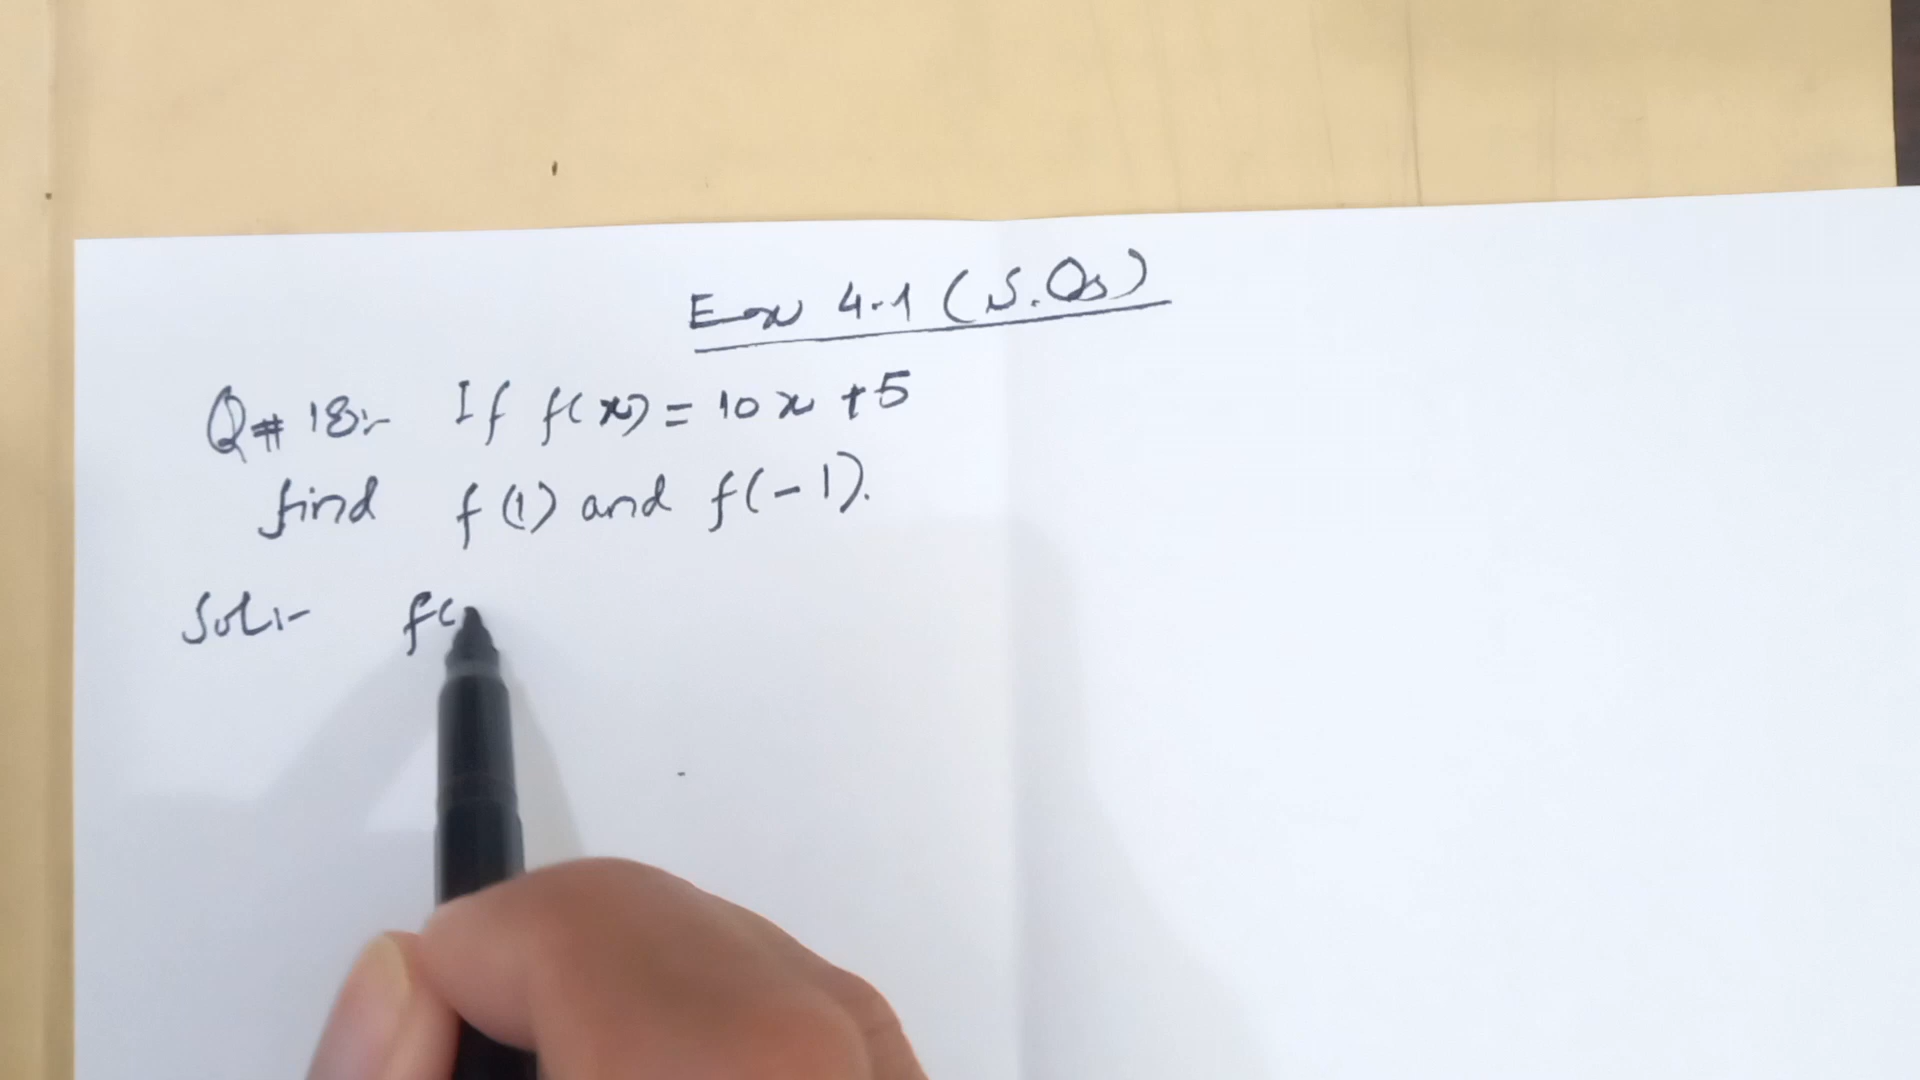 Ex 4.1 (S.Qs)
Q# 18:- If f(x) = 10x + 5
find f(1) and f(-1).
Sol:- f(